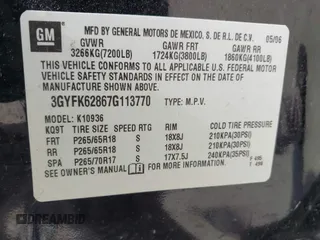 GM
MFD BY GENERAL MOTORS DE MEXICO, S. DE R.L. DE C.V. 05/06
GVWR GAWR FRT GAWR RR
3266KG(7200LB) 1724KG(3800LB) 1860KG(4100LB)
THIS VEHICLE CONFORMS TO ALL APPLICABLE U.S. FEDERAL
MOTOR VEHICLE SAFETY, BUMPER, AND THEFT PREVENTION
STANDARDS IN EFFECT ON THE DATE OF
MANUFACTURE SHOWN ABOVE.
3GYFK62867G113770 TYPE: M.P.V.
MODEL: K10936
KQ9T TIRE SIZE SPEED RTG RIM COLD TIRE PRESSURE
FRT P265/65R18 S 18X8J 210KPA(30PSI)
RR P265/65R18 S 18X8J 210KPA(30PSI)
SPA P265/70R17 S 17X7.5J 240KPA(35PSI)
SEE OWNER'S MANUAL FOR ADDITIONAL INFORMATION.
DREAMBID